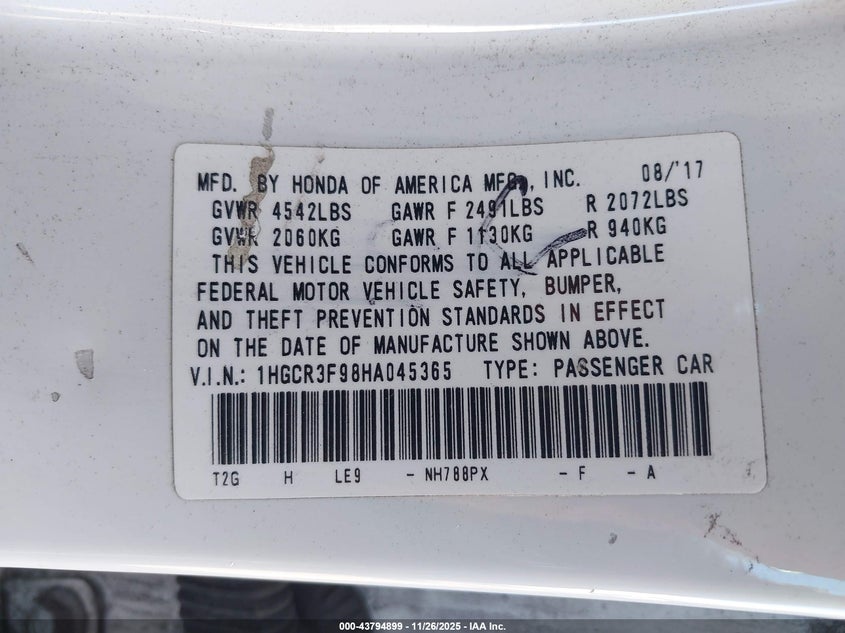 MFD. BY HONDA OF AMERICA MFG., INC. 08/'17
GVWR 4542LBS GAWR F 2491LBS R 2072LBS
GVWR 2060KG GAWR F 1130KG R 940KG
THIS VEHICLE CONFORMS TO ALL APPLICABLE
FEDERAL MOTOR VEHICLE SAFETY, BUMPER,
AND THEFT PREVENTION STANDARDS IN EFFECT
ON THE DATE OF MANUFACTURE SHOWN ABOVE.
V.I.N.: 1HGCR3F98HA045365 TYPE: PASSENGER CAR
T2G H LE9 - NH788PX - F - A
000-43794899 | 11/26/2025 - IAA Inc.